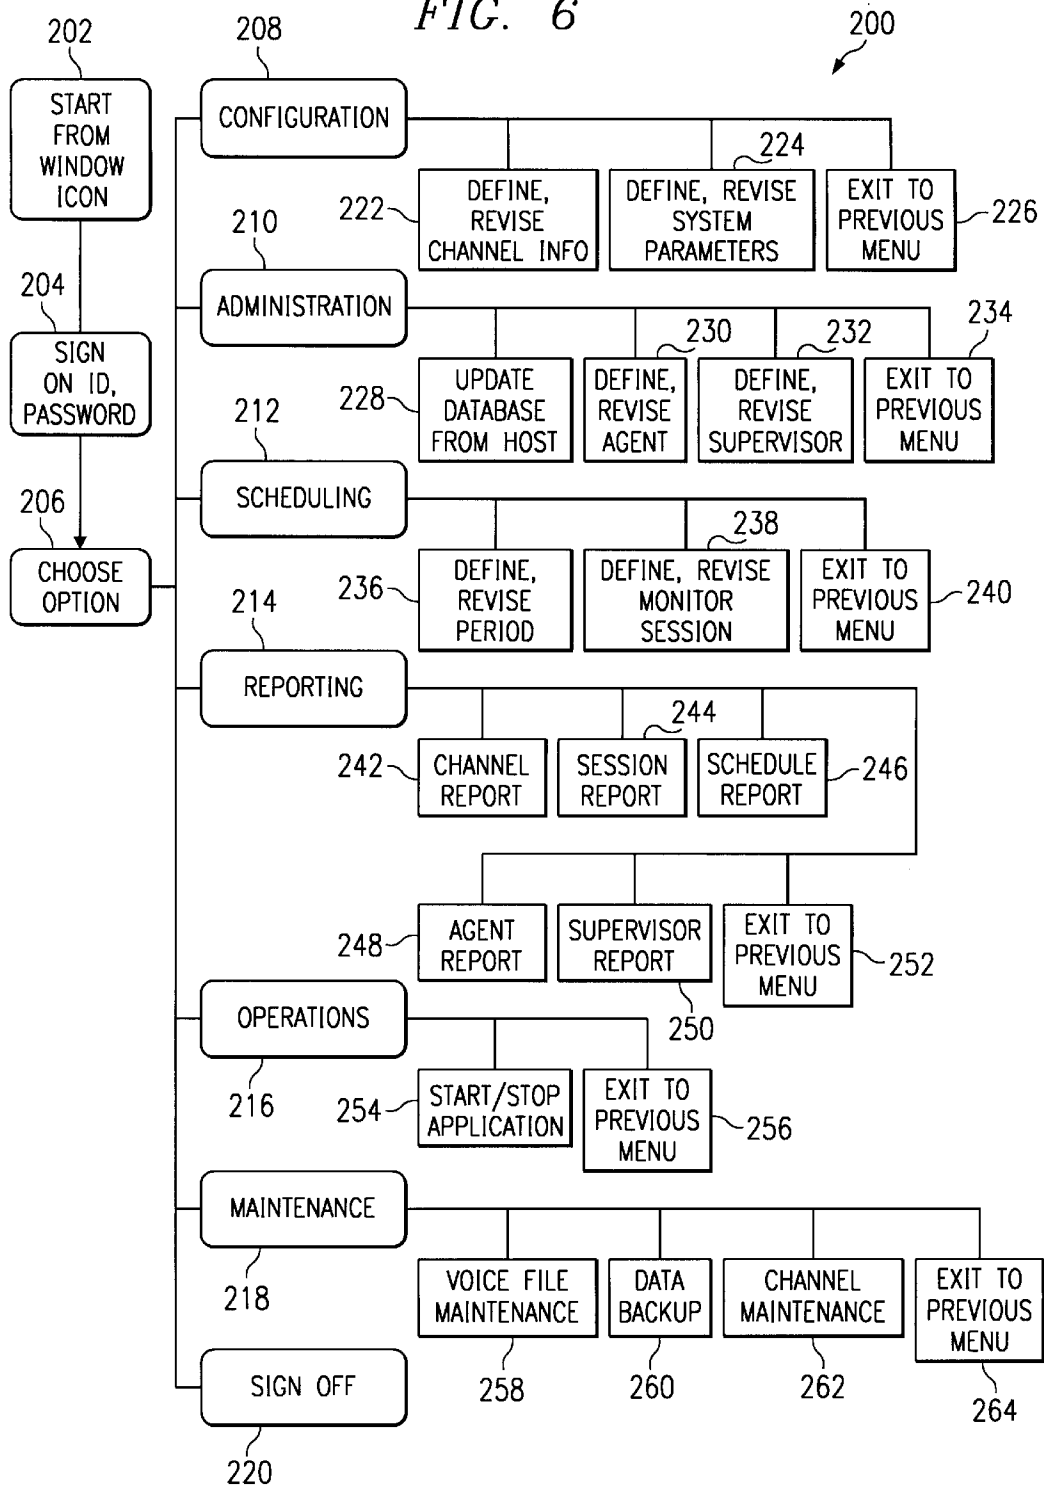 FIG. 6
200
202
START
FROM
WINDOW
ICON
204
SIGN
ON ID,
PASSWORD
206
CHOOSE
OPTION
208
CONFIGURATION
222
DEFINE,
REVISE
CHANNEL INFO
224
DEFINE, REVISE
SYSTEM
PARAMETERS
EXIT TO
PREVIOUS
MENU
226
210
ADMINISTRATION
228
UPDATE
DATABASE
FROM HOST
230
DEFINE,
REVISE
AGENT
232
DEFINE,
REVISE
SUPERVISOR
234
EXIT TO
PREVIOUS
MENU
212
SCHEDULING
236
DEFINE,
REVISE
PERIOD
238
DEFINE, REVISE
MONITOR
SESSION
EXIT TO
PREVIOUS
MENU
240
214
REPORTING
242
CHANNEL
REPORT
244
SESSION
REPORT
SCHEDULE
REPORT
246
248
AGENT
REPORT
SUPERVISOR
REPORT
250
EXIT TO
PREVIOUS
MENU
252
OPERATIONS
216
254
START/STOP
APPLICATION
EXIT TO
PREVIOUS
MENU
256
MAINTENANCE
218
VOICE FILE
MAINTENANCE
258
DATA
BACKUP
260
CHANNEL
MAINTENANCE
262
EXIT TO
PREVIOUS
MENU
264
SIGN OFF
220